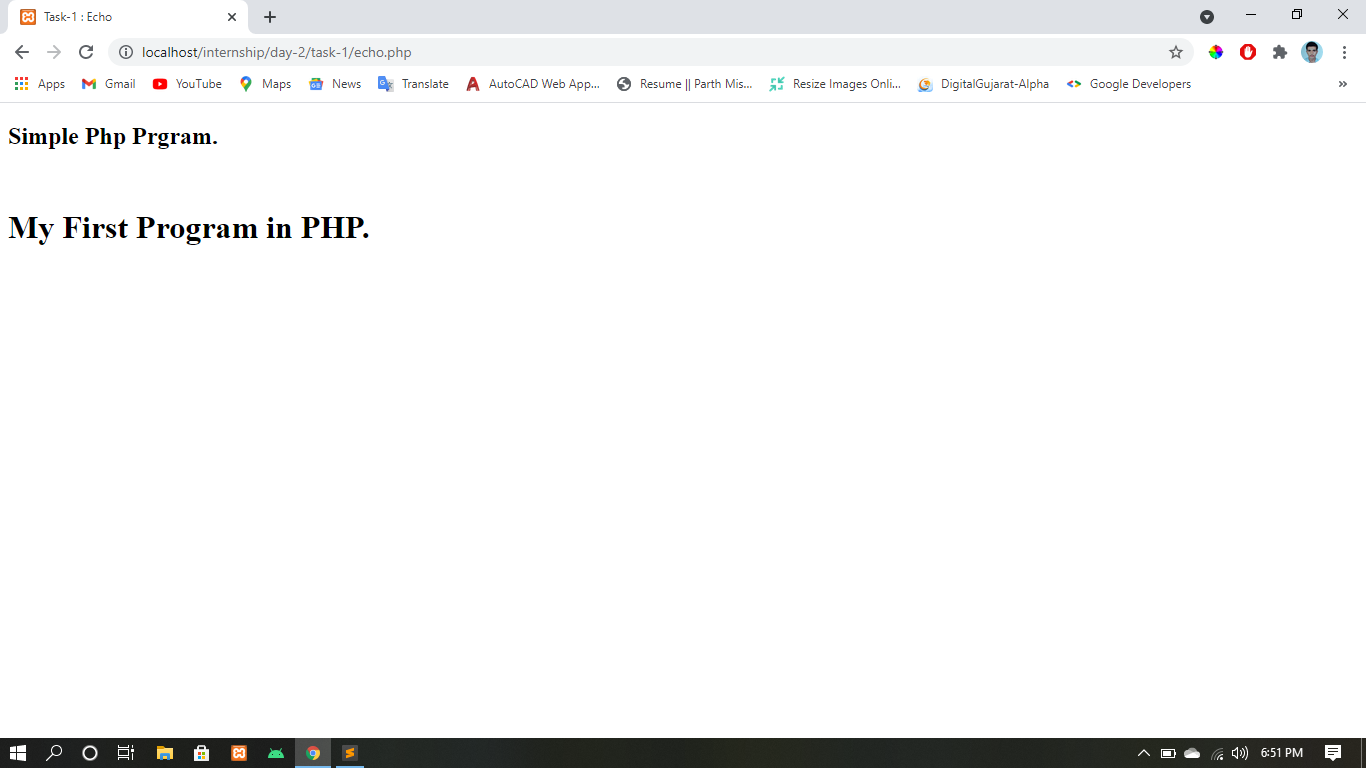 Task-1 : Echo
localhost/internship/day-2/task-1/echo.php
Apps Gmail YouTube Maps News Translate AutoCAD Web App... Resume || Parth Mis... Resize Images Onli... DigitalGujarat-Alpha Google Developers »
Simple Php Prgram.
My First Program in PHP.
6:51 PM